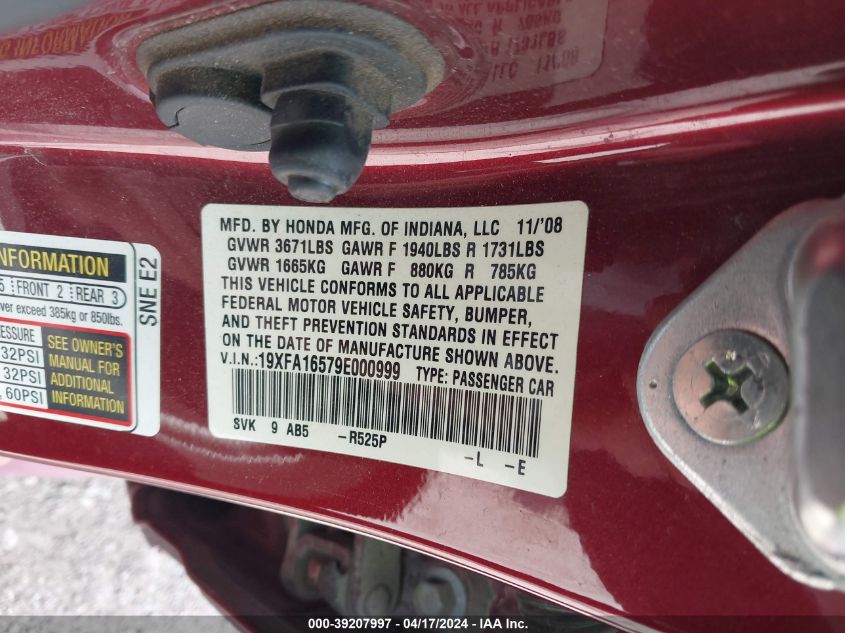 MFD. BY HONDA MFG. OF INDIANA, LLC 11/'08
GVWR 3671LBS GAWR F 1940LBS R 1731LBS
GVWR 1665KG GAWR F 880KG R 785KG
THIS VEHICLE CONFORMS TO ALL APPLICABLE
FEDERAL MOTOR VEHICLE SAFETY, BUMPER,
AND THEFT PREVENTION STANDARDS IN EFFECT
ON THE DATE OF MANUFACTURE SHOWN ABOVE.
V.I.N.:19XFA16579E000999 TYPE: PASSENGER CAR
SVK 9 AB5 -R525P
-L -E
INFORMATION
5 FRONT 2 REAR 3
ever exceed 385kg or 850lbs.
PRESSURE
32PSI
32PSI
, 60PSI
SEE OWNER'S
MANUAL FOR
ADDITIONAL
INFORMATION
SNE E2
000-39207997 - 04/17/2024 - IAA Inc.